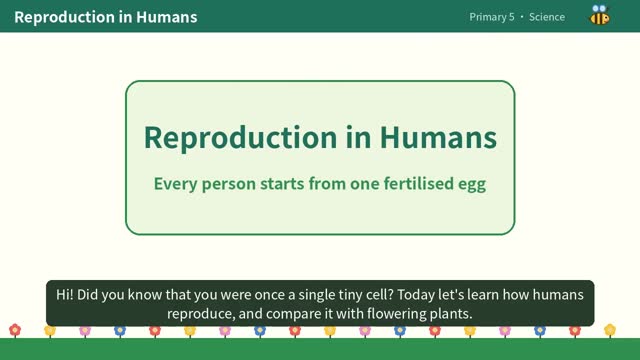 Reproduction in Humans
Primary 5 • Science
Reproduction in Humans
Every person starts from one fertilised egg
Hi! Did you know that you were once a single tiny cell? Today let's learn how humans
reproduce, and compare it with flowering plants.